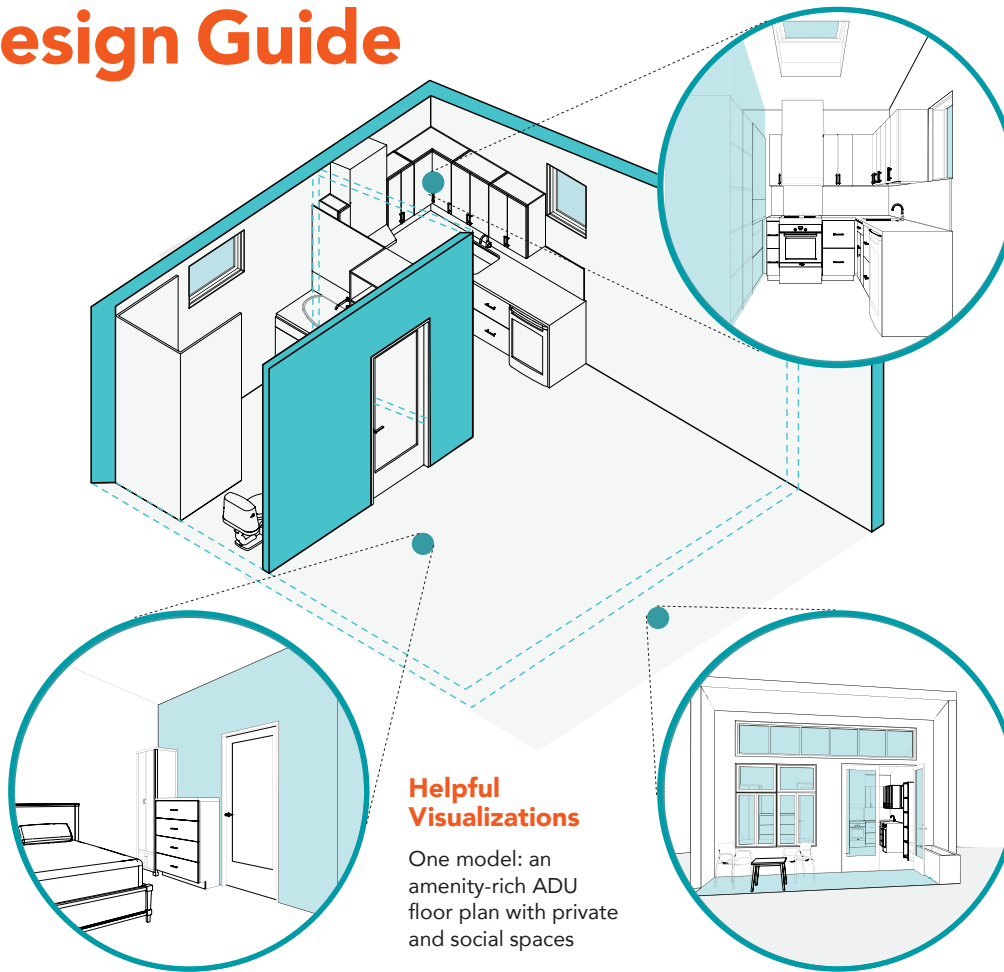 esign Guide
Helpful
Visualizations
One model: an
amenity-rich ADU
floor plan with private
and social spaces